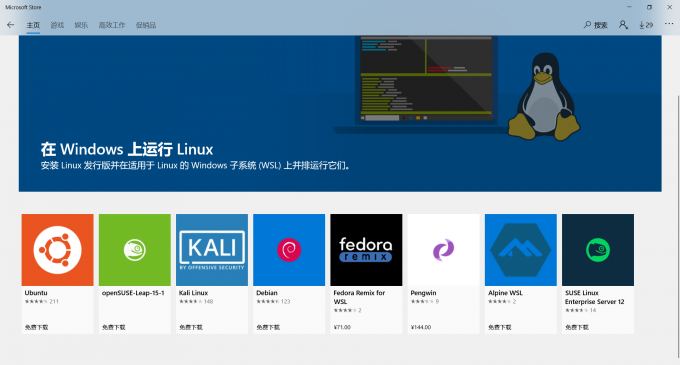 Microsoft Store
主页 游戏 娱乐 高效工作 促销品 搜索 29
在 Windows 上运行 Linux
安装 Linux 发行版并在适用于 Linux 的 Windows 子系统 (WSL) 上并排运行它们。
KALI
BY OFFENSIVE SECURITY
fedora
remix
Ubuntu
211
免费下载
openSUSE-Leap-15-1
免费下载
Kali Linux
148
免费下载
Debian
123
免费下载
Fedora Remix for
WSL
2
¥71.00
Pengwin
9
¥144.00
Alpine WSL
2
免费下载
SUSE Linux
Enterprise Server 12
14
免费下载